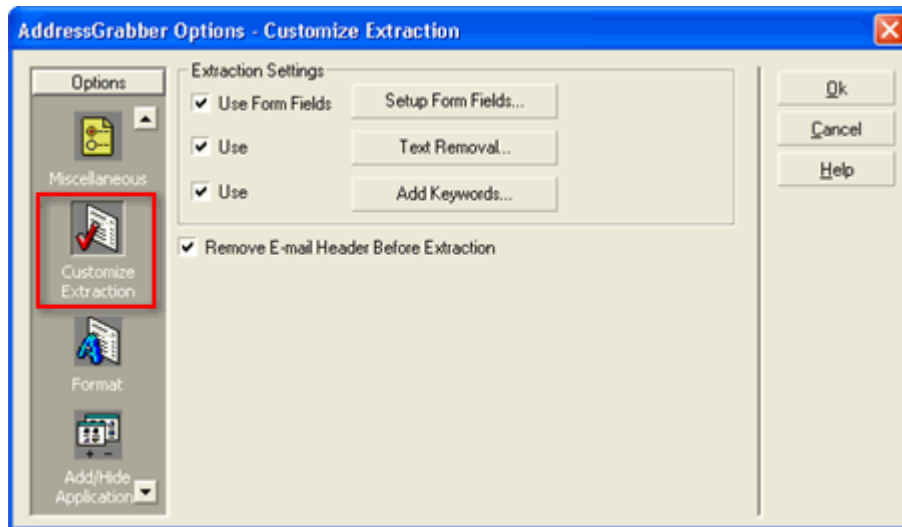 AddressGrabber Options - Customize Extraction
Options
Miscellaneous
Customize
Extraction
Format
Add/Hide
Application
Extraction Settings
Use Form Fields
Setup Form Fields...
Use
Text Removal...
Use
Add Keywords...
Remove E-mail Header Before Extraction
Ok
Cancel
Help